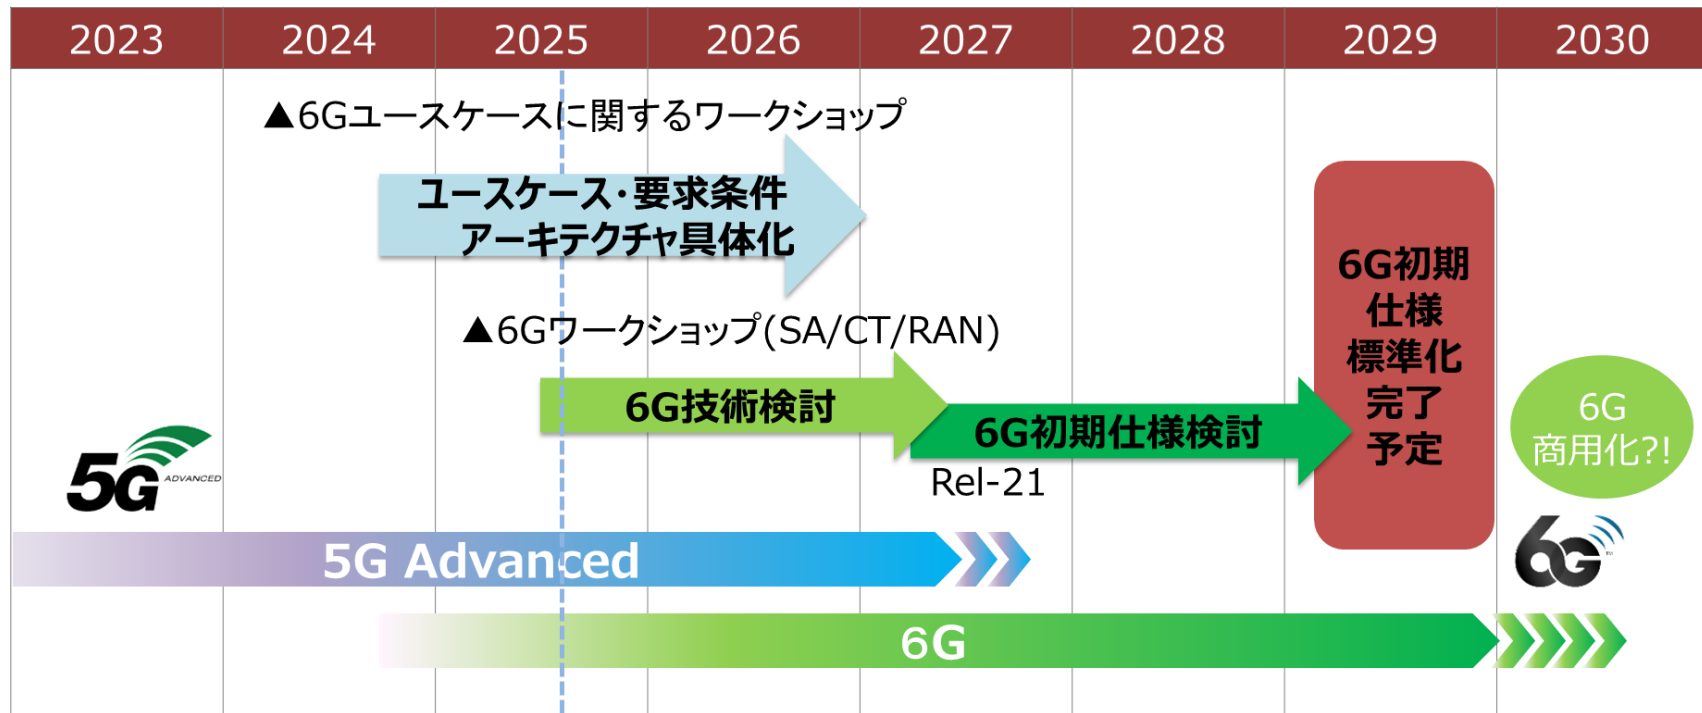 2023 2024 2025 2026 2027 2028 2029 2030
▲6Gユースケースに関するワークショップ
ユースケース・要求条件
アーキテクチャ具体化
▲6Gワークショップ(SA/CT/RAN)
6G技術検討
6G初期仕様検討
Rel-21
6G初期
仕様
標準化
完了
予定
6G
商用化?!
5G ADVANCED
6G TM
5G Advanced
6G